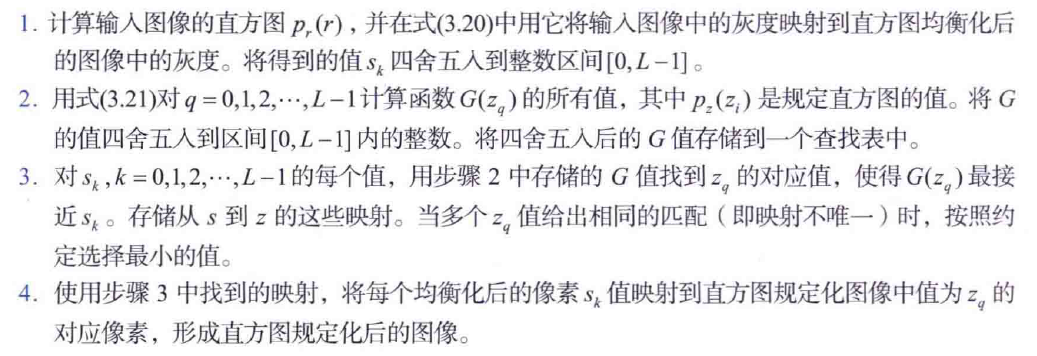 1. 计算输入图像的直方图 pᵣ(r)，并在式(3.20)中用它将输入图像中的灰度映射到直方图均衡化后
的图像中的灰度。将得到的值 sₖ 四舍五入到整数区间[0, L−1]。
2. 用式(3.21)对 q = 0,1,2,⋯, L−1 计算函数 G(z_q) 的所有值，其中 p_z(z_i) 是规定直方图的值。将 G
的值四舍五入到区间[0, L−1] 内的整数。将四舍五入后的 G 值存储到一个查找表中。
3. 对 sₖ, k = 0,1,2,⋯, L−1 的每个值，用步骤 2 中存储的 G 值找到 z_q 的对应值，使得 G(z_q) 最接
近 sₖ。存储从 s 到 z 的这些映射。当多个 z_q 值给出相同的匹配（即映射不唯一）时，按照约
定选择最小的值。
4. 使用步骤 3 中找到的映射，将每个均衡化后的像素 sₖ 值映射到直方图规定化图像中值为 z_q 的
对应像素，形成直方图规定化后的图像。